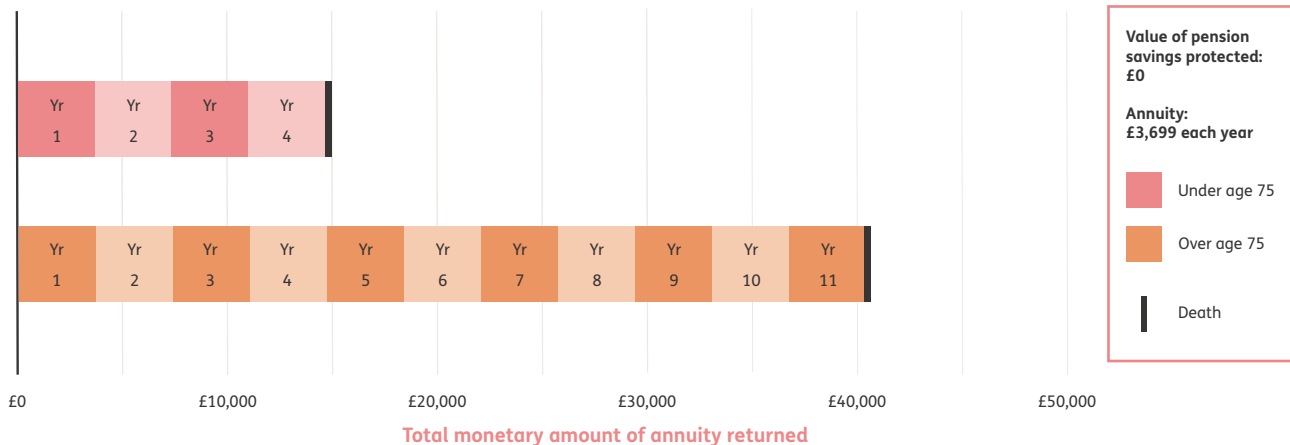 Yr Yr Yr Yr
1 2 3 4
Yr Yr Yr Yr Yr Yr Yr Yr Yr Yr Yr
1 2 3 4 5 6 7 8 9 10 11
£0 £10,000 £20,000 £30,000 £40,000 £50,000
Total monetary amount of annuity returned
Value of pension
savings protected:
£0
Annuity:
£3,699 each year
Under age 75
Over age 75
Death